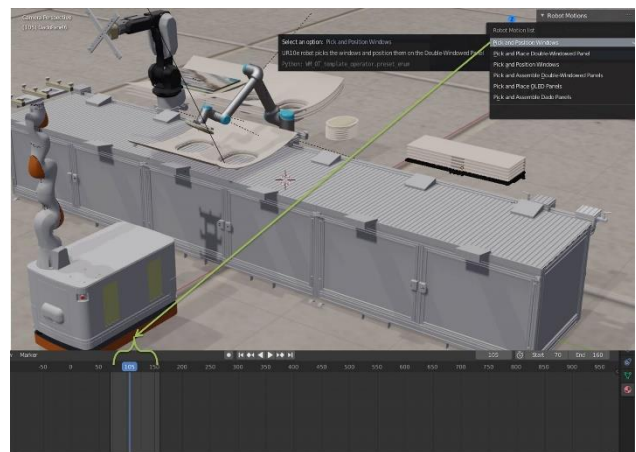 Camera Perspective
Robot Motions
Robot Motion list
Select an option: Pick and Position Windows
UR10e robot picks the windows and position them on the Double-Windowed Panel
Python: WM_OT_template_operator.preset_enum
Pick and Position Windows
Pick and Place Double-Windowed Panel
Pick and Position Windows
Pick and Assemble Double-Windowed Panels
Pick and Place OLED Panels
Pick and Assemble Dado Panels
Marker
105
Start 70
End 160
-50 0 50 105 150 200 250 300 350 400 450 500 550 600 650 700 750 800 850 900 950